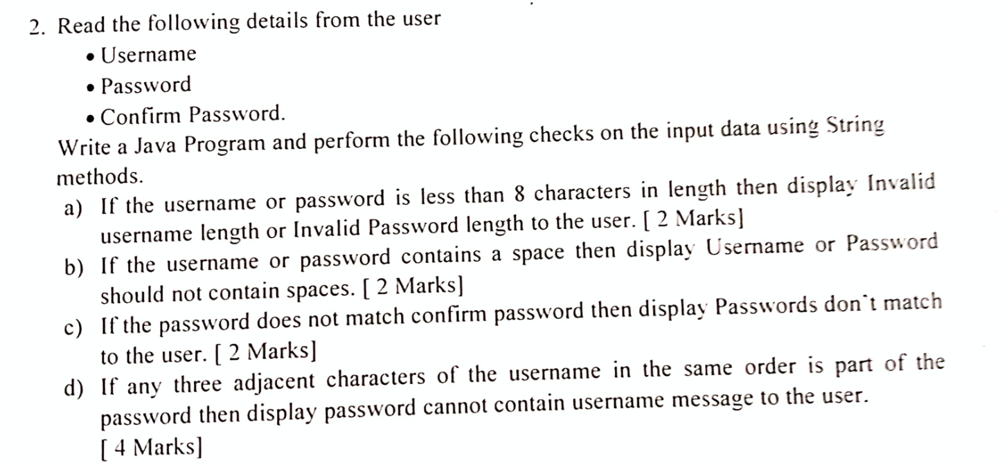 2. Read the following details from the user
• Username
• Password
• Confirm Password.
Write a Java Program and perform the following checks on the input data using String
methods.
a) If the username or password is less than 8 characters in length then display Invalid
username length or Invalid Password length to the user. [ 2 Marks]
b) If the username or password contains a space then display Username or Password
should not contain spaces. [ 2 Marks]
c) If the password does not match confirm password then display Passwords don't match
to the user. [ 2 Marks]
d) If any three adjacent characters of the username in the same order is part of the
password then display password cannot contain username message to the user.
[ 4 Marks]